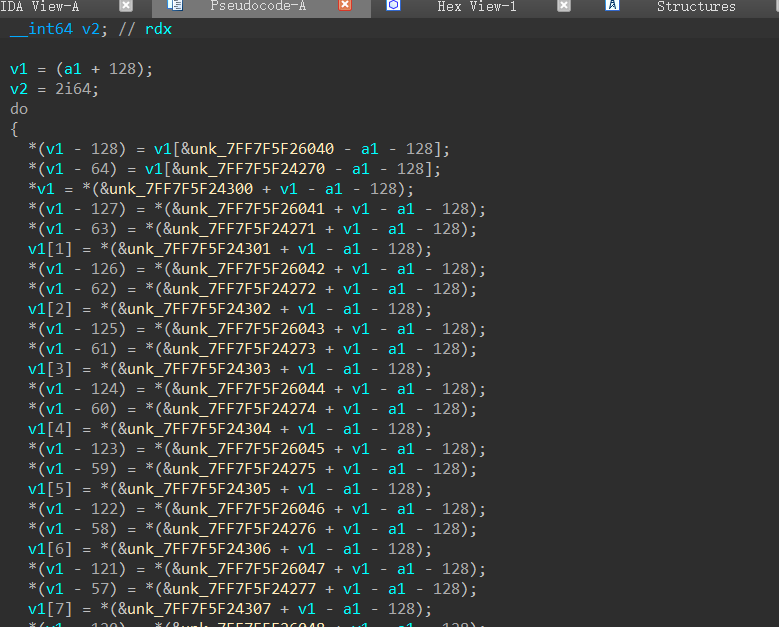 IDA View-A Pseudocode-A Hex View-1 Structures
__int64 v2; // rdx
v1 = (a1 + 128);
v2 = 2i64;
do
{
*(v1 - 128) = v1[&unk_7FF7F5F26040 - a1 - 128];
*(v1 - 64) = v1[&unk_7FF7F5F24270 - a1 - 128];
*v1 = *(&unk_7FF7F5F24300 + v1 - a1 - 128);
*(v1 - 127) = *(&unk_7FF7F5F26041 + v1 - a1 - 128);
*(v1 - 63) = *(&unk_7FF7F5F24271 + v1 - a1 - 128);
v1[1] = *(&unk_7FF7F5F24301 + v1 - a1 - 128);
*(v1 - 126) = *(&unk_7FF7F5F26042 + v1 - a1 - 128);
*(v1 - 62) = *(&unk_7FF7F5F24272 + v1 - a1 - 128);
v1[2] = *(&unk_7FF7F5F24302 + v1 - a1 - 128);
*(v1 - 125) = *(&unk_7FF7F5F26043 + v1 - a1 - 128);
*(v1 - 61) = *(&unk_7FF7F5F24273 + v1 - a1 - 128);
v1[3] = *(&unk_7FF7F5F24303 + v1 - a1 - 128);
*(v1 - 124) = *(&unk_7FF7F5F26044 + v1 - a1 - 128);
*(v1 - 60) = *(&unk_7FF7F5F24274 + v1 - a1 - 128);
v1[4] = *(&unk_7FF7F5F24304 + v1 - a1 - 128);
*(v1 - 123) = *(&unk_7FF7F5F26045 + v1 - a1 - 128);
*(v1 - 59) = *(&unk_7FF7F5F24275 + v1 - a1 - 128);
v1[5] = *(&unk_7FF7F5F24305 + v1 - a1 - 128);
*(v1 - 122) = *(&unk_7FF7F5F26046 + v1 - a1 - 128);
*(v1 - 58) = *(&unk_7FF7F5F24276 + v1 - a1 - 128);
v1[6] = *(&unk_7FF7F5F24306 + v1 - a1 - 128);
*(v1 - 121) = *(&unk_7FF7F5F26047 + v1 - a1 - 128);
*(v1 - 57) = *(&unk_7FF7F5F24277 + v1 - a1 - 128);
v1[7] = *(&unk_7FF7F5F24307 + v1 - a1 - 128);